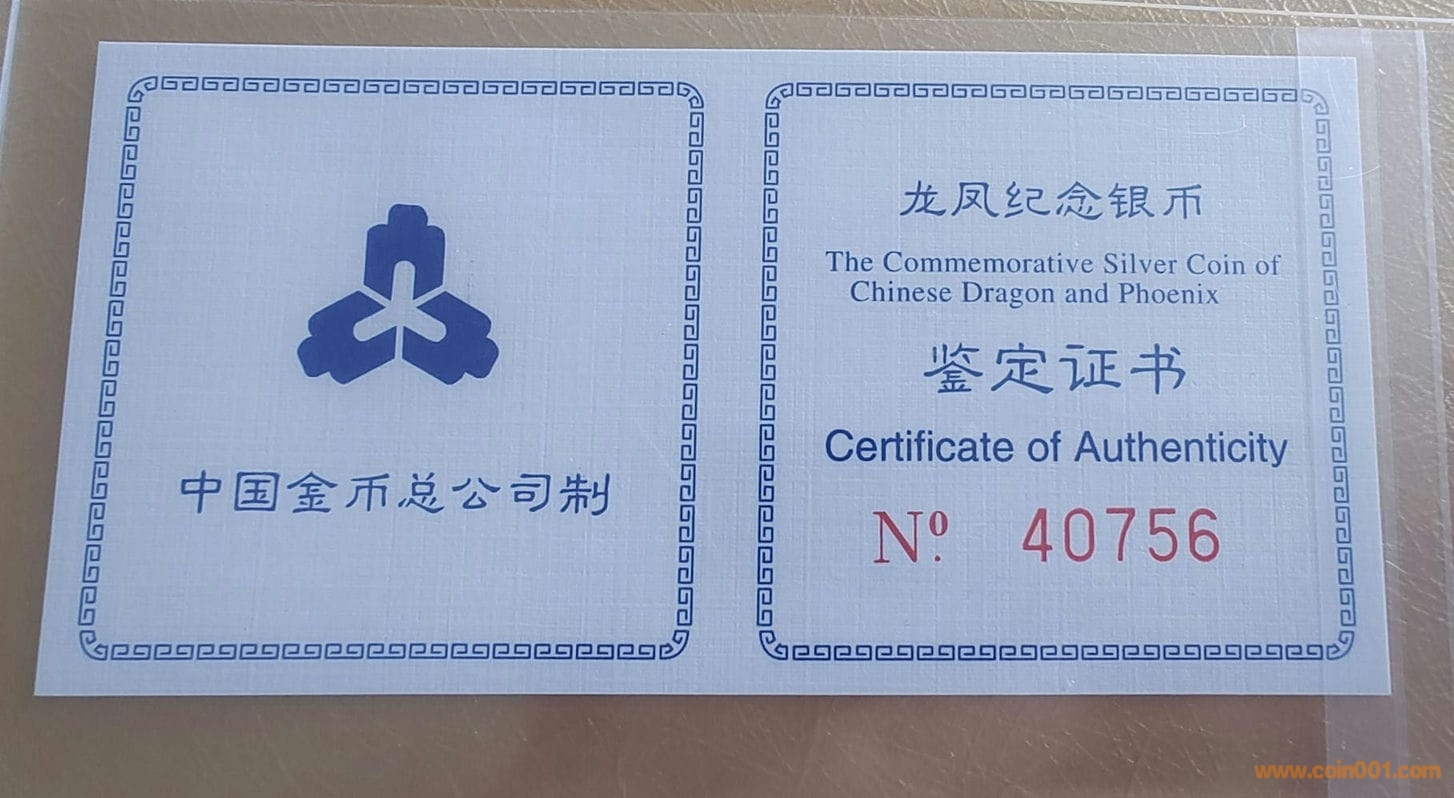 中国金币总公司制
龙凤纪念银币
The Commemorative Silver Coin of
Chinese Dragon and Phoenix
鉴定证书
Certificate of Authenticity
Nº. 40756
www.coin001.com